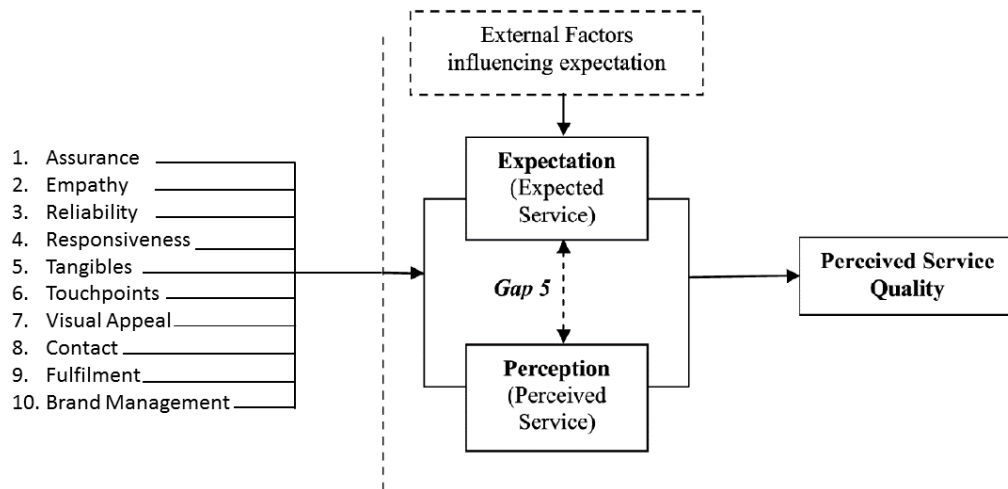 External Factors
influencing expectation
1. Assurance
2. Empathy
3. Reliability
4. Responsiveness
5. Tangibles
6. Touchpoints
7. Visual Appeal
8. Contact
9. Fulfilment
10. Brand Management
Expectation
(Expected
Service)
Gap 5
Perception
(Perceived
Service)
Perceived Service
Quality